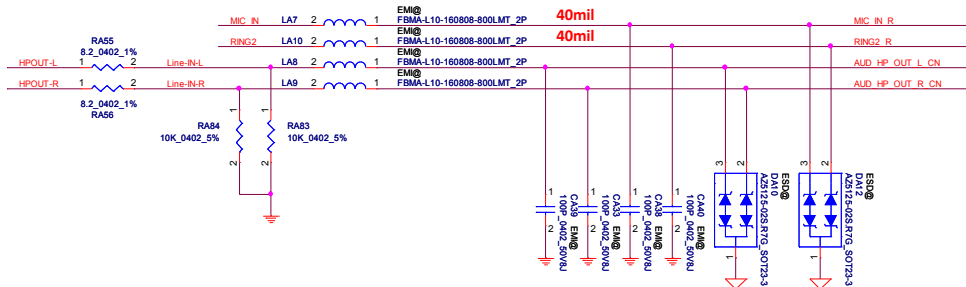 EMI@
MIC_IN LA7 2 1 FBMA-L10-160808-800LMT_2P 40mil MIC_IN_R
EMI@
RING2 LA10 2 1 FBMA-L10-160808-800LMT_2P 40mil RING2_R
RA55
8.2_0402_1%
EMI@
HPOUT-L 1 2 Line-IN-L LA8 2 1 FBMA-L10-160808-800LMT_2P AUD_HP_OUT_L_CN
EMI@
HPOUT-R 1 2 Line-IN-R LA9 2 1 FBMA-L10-160808-800LMT_2P AUD_HP_OUT_R_CN
8.2_0402_1%
RA56
1 1
RA84
10K_0402_5%
RA83
10K_0402_5%
2 2
1 2
CA39 EMI@
100P_0402_50V8J
1 2
CA33 EMI@
100P_0402_50V8J
1 2
CA38 EMI@
100P_0402_50V8J
1 2
CA40 EMI@
100P_0402_50V8J
3 2
1
ESD@
DA10
AZ5125-02S.R7G_SOT23-3
3 2
1
ESD@
DA12
AZ5125-02S.R7G_SOT23-3